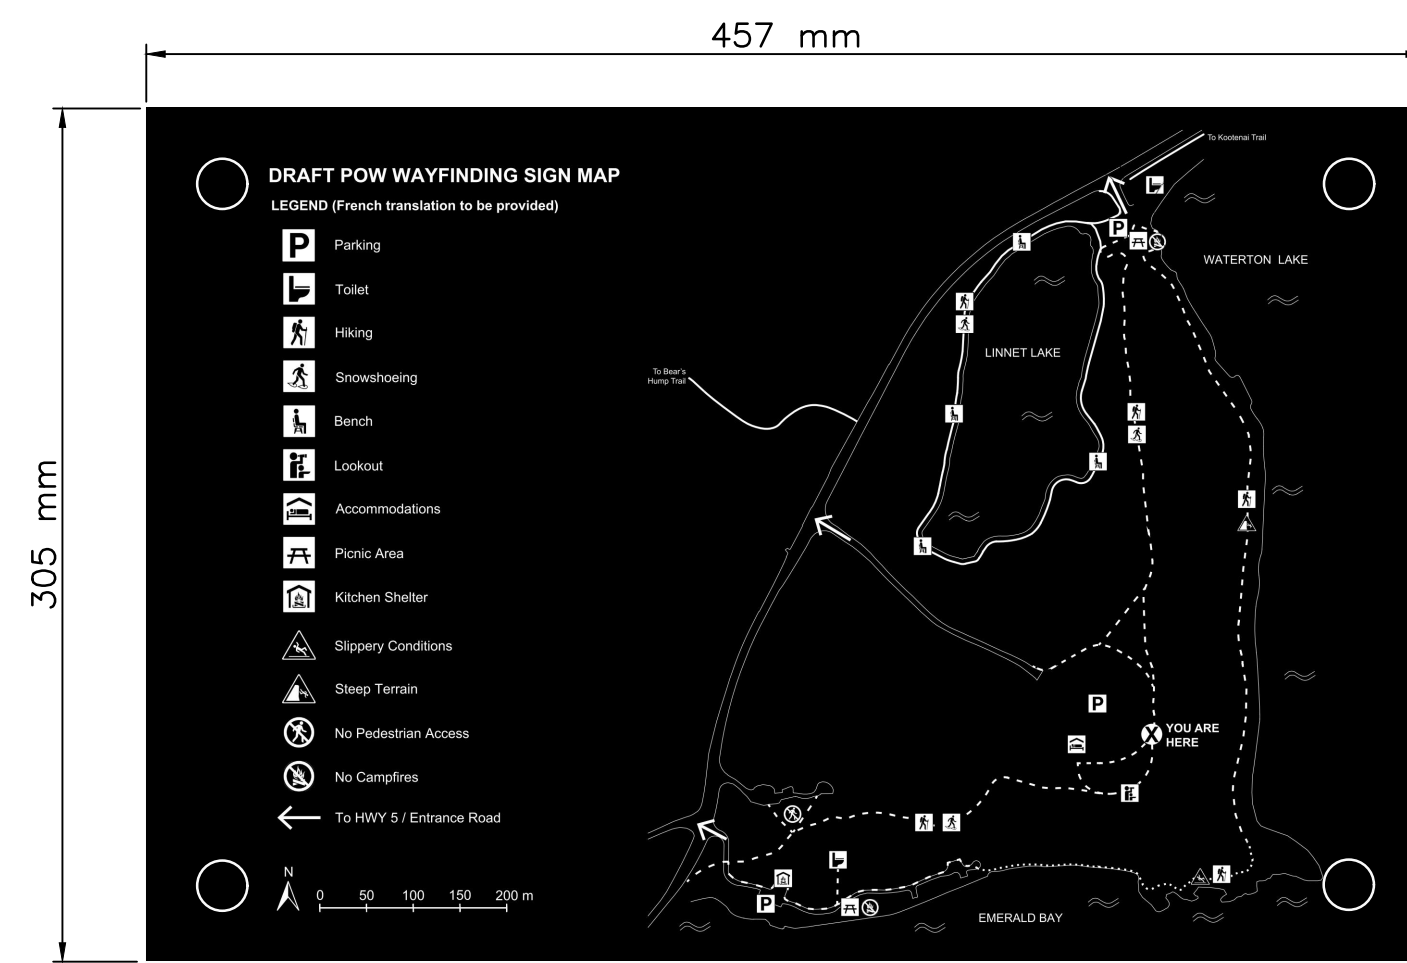 457 mm
305 mm
DRAFT POW WAYFINDING SIGN MAP
LEGEND (French translation to be provided)
P Parking
Toilet
Hiking
Snowshoeing
Bench
Lookout
Accommodations
Picnic Area
Kitchen Shelter
Slippery Conditions
Steep Terrain
No Pedestrian Access
No Campfires
To HWY 5 / Entrance Road
N
0 50 100 150 200 m
To Kootenai Trail
P
WATERTON LAKE
LINNET LAKE
To Bear's
Hump Trail
P
X YOU ARE
HERE
P
EMERALD BAY